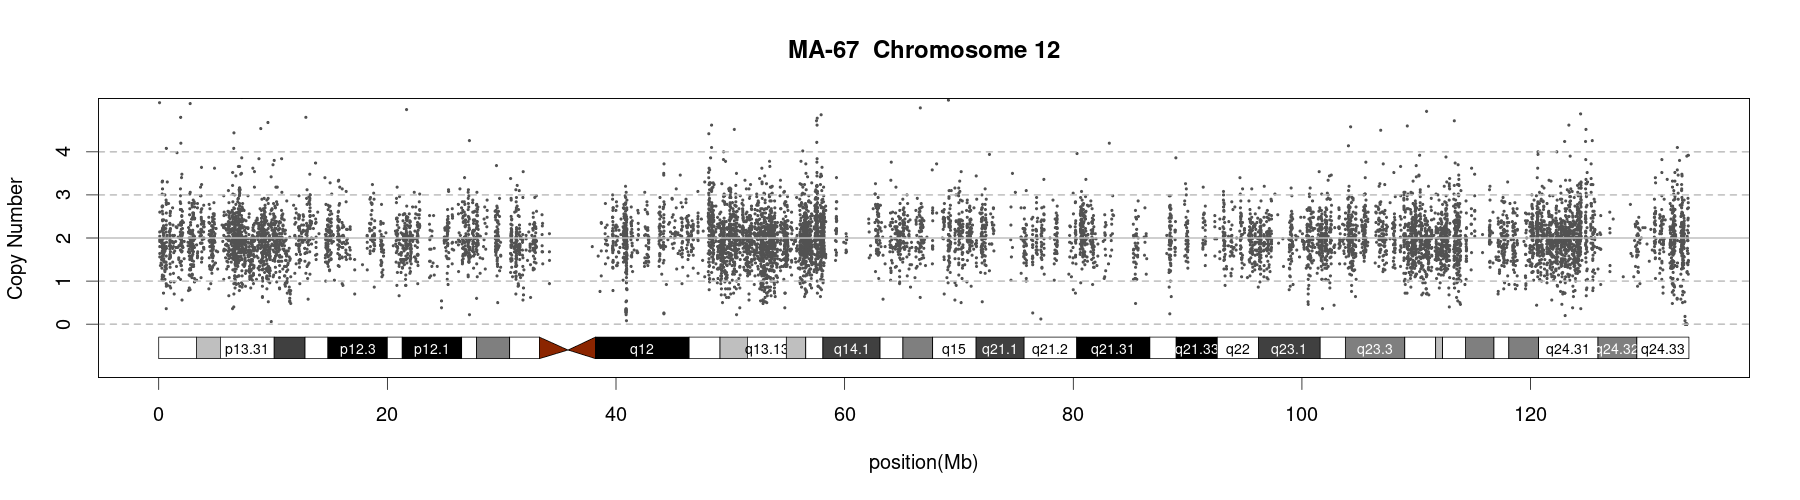 MA-67  Chromosome 12
Copy Number
4
3
2
1
0
p13.31 p12.3 p12.1 q12 q13.13 q14.1 q15 q21.1 q21.2 q21.31 q21.33 q22 q23.1 q23.3 q24.31 q24.32 q24.33
0 20 40 60 80 100 120
position(Mb)